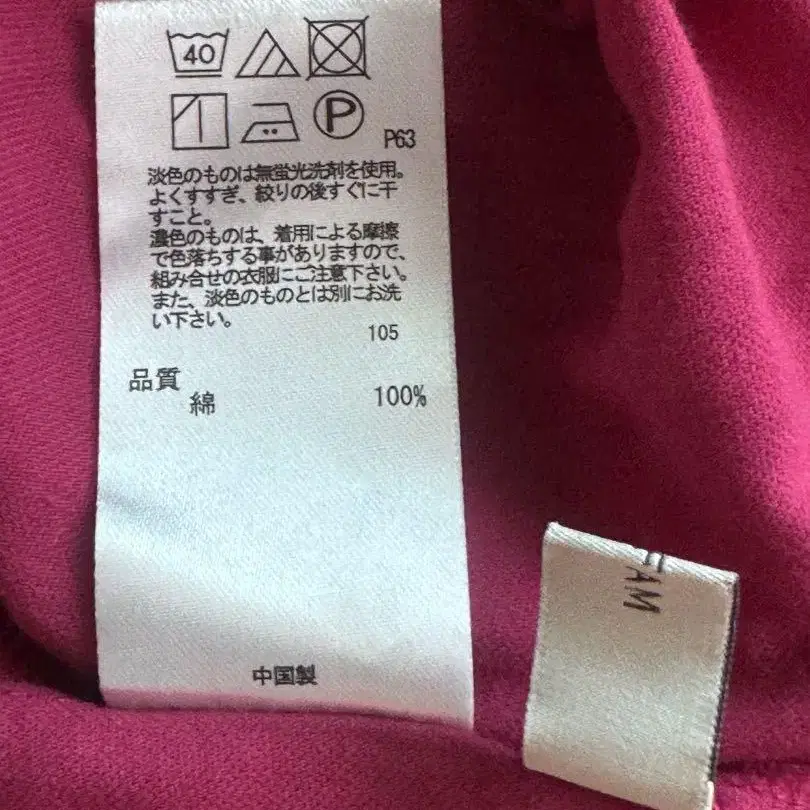 40
P
P63
淡色のものは無蛍光洗剤を使用。
よくすすぎ、絞りの後すぐに干
すこと。
濃色のものは、着用による摩擦
で色落ちする事がありますので、
組み合せの衣服にご注意下さい。
また、淡色のものとは別にお洗
い下さい。
105
品質
綿 100%
中国製
AM